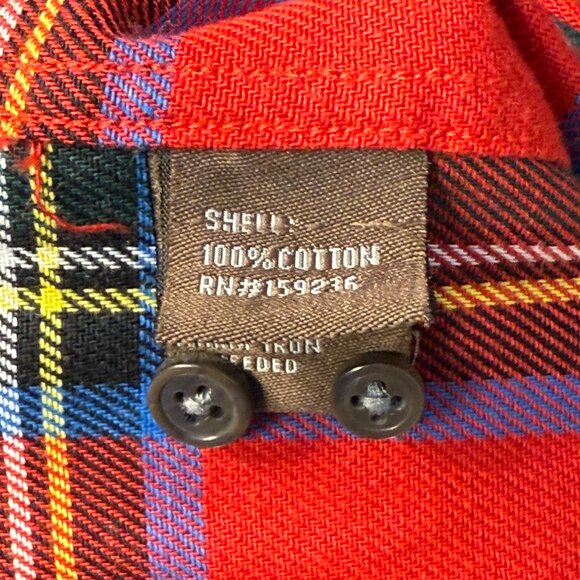 SHELL:
100%COTTON
RN#159236
IRON
NEEDED